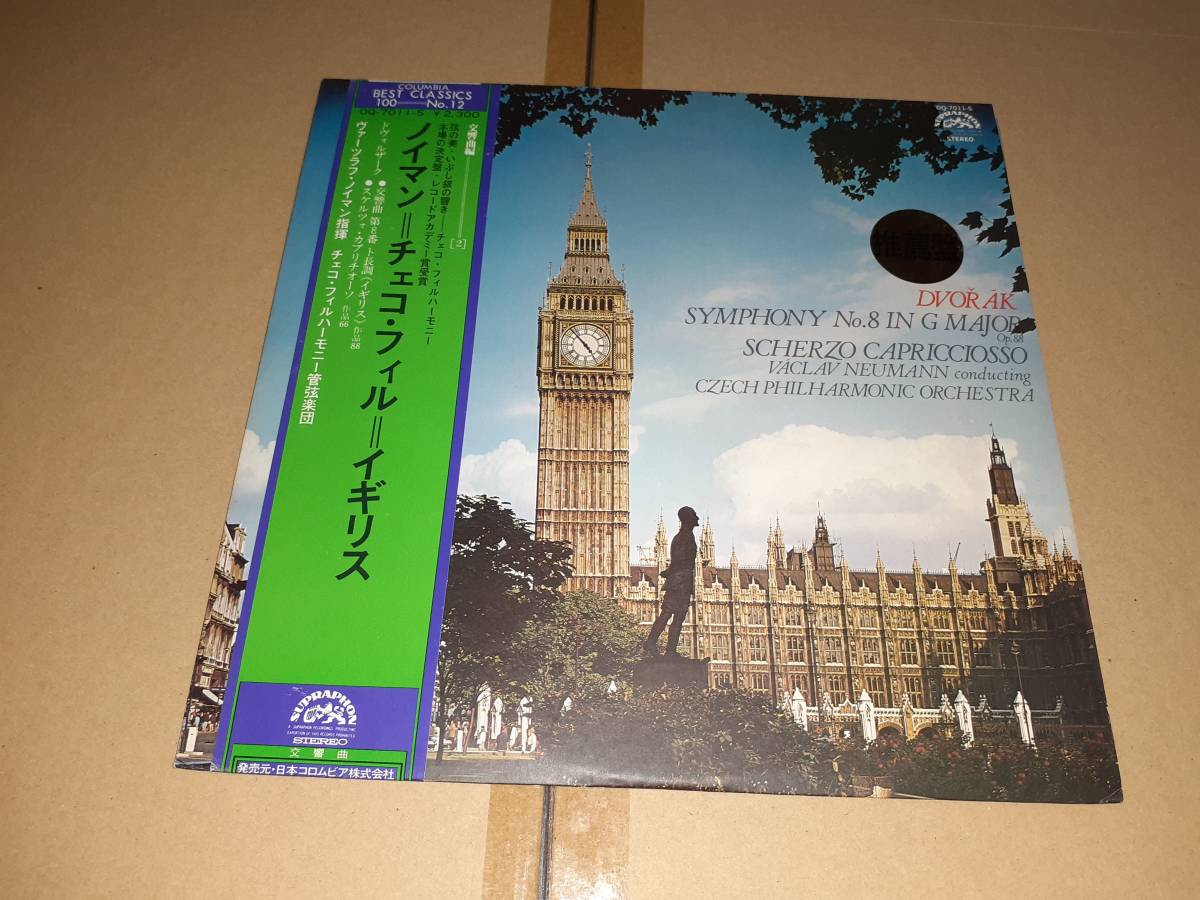 COLUMBIA
BEST CLASSICS
100 No.12
OQ-7011-S ¥2,300
交響曲編 [2]
弦の奏・いぶし銀の響き──チェコ・フィルハーモニー
本場の決定盤・レコードアカデミー賞受賞
ノイマン=チェコ・フィル=イギリス
ドヴォルザーク
●交響曲 第8番 ト長調《イギリス》作品88
●スケルツォ・カプリチオーソ 作品66
ヴァーツラフ・ノイマン指揮 チェコ・フィルハーモニー管弦楽団
SUPRAPHON
STEREO
交響曲
発売元・日本コロムビア株式会社
OQ-7011-S
SUPRAPHON
STEREO
推薦盤
DVOŘÁK
SYMPHONY No.8 IN G MAJOR
Op.88
SCHERZO CAPRICCIOSSO
VÁCLAV NEUMANN conducting
CZECH PHILHARMONIC ORCHESTRA